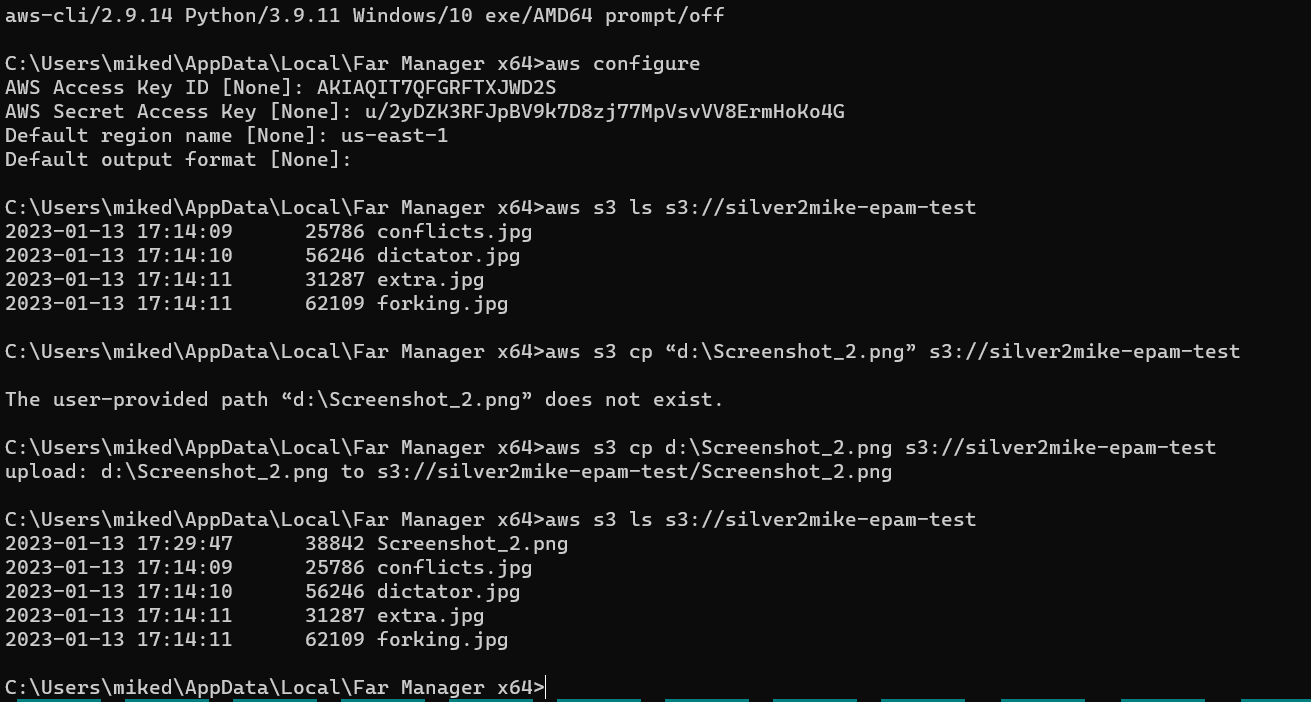 aws-cli/2.9.14 Python/3.9.11 Windows/10 exe/AMD64 prompt/off
C:\Users\miked\AppData\Local\Far Manager x64>aws configure
AWS Access Key ID [None]: AKIAQIT7QFGRFTXJWD2S
AWS Secret Access Key [None]: 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
Default region name [None]: us-east-1
Default output format [None]:
C:\Users\miked\AppData\Local\Far Manager x64>aws s3 ls s3://silver2mike-epam-test
2023-01-13 17:14:09      25786 conflicts.jpg
2023-01-13 17:14:10      56246 dictator.jpg
2023-01-13 17:14:11      31287 extra.jpg
2023-01-13 17:14:11      62109 forking.jpg
C:\Users\miked\AppData\Local\Far Manager x64>aws s3 cp “d:\Screenshot_2.png” s3://silver2mike-epam-test
The user-provided path “d:\Screenshot_2.png” does not exist.
C:\Users\miked\AppData\Local\Far Manager x64>aws s3 cp d:\Screenshot_2.png s3://silver2mike-epam-test
upload: d:\Screenshot_2.png to s3://silver2mike-epam-test/Screenshot_2.png
C:\Users\miked\AppData\Local\Far Manager x64>aws s3 ls s3://silver2mike-epam-test
2023-01-13 17:29:47      38842 Screenshot_2.png
2023-01-13 17:14:09      25786 conflicts.jpg
2023-01-13 17:14:10      56246 dictator.jpg
2023-01-13 17:14:11      31287 extra.jpg
2023-01-13 17:14:11      62109 forking.jpg
C:\Users\miked\AppData\Local\Far Manager x64>